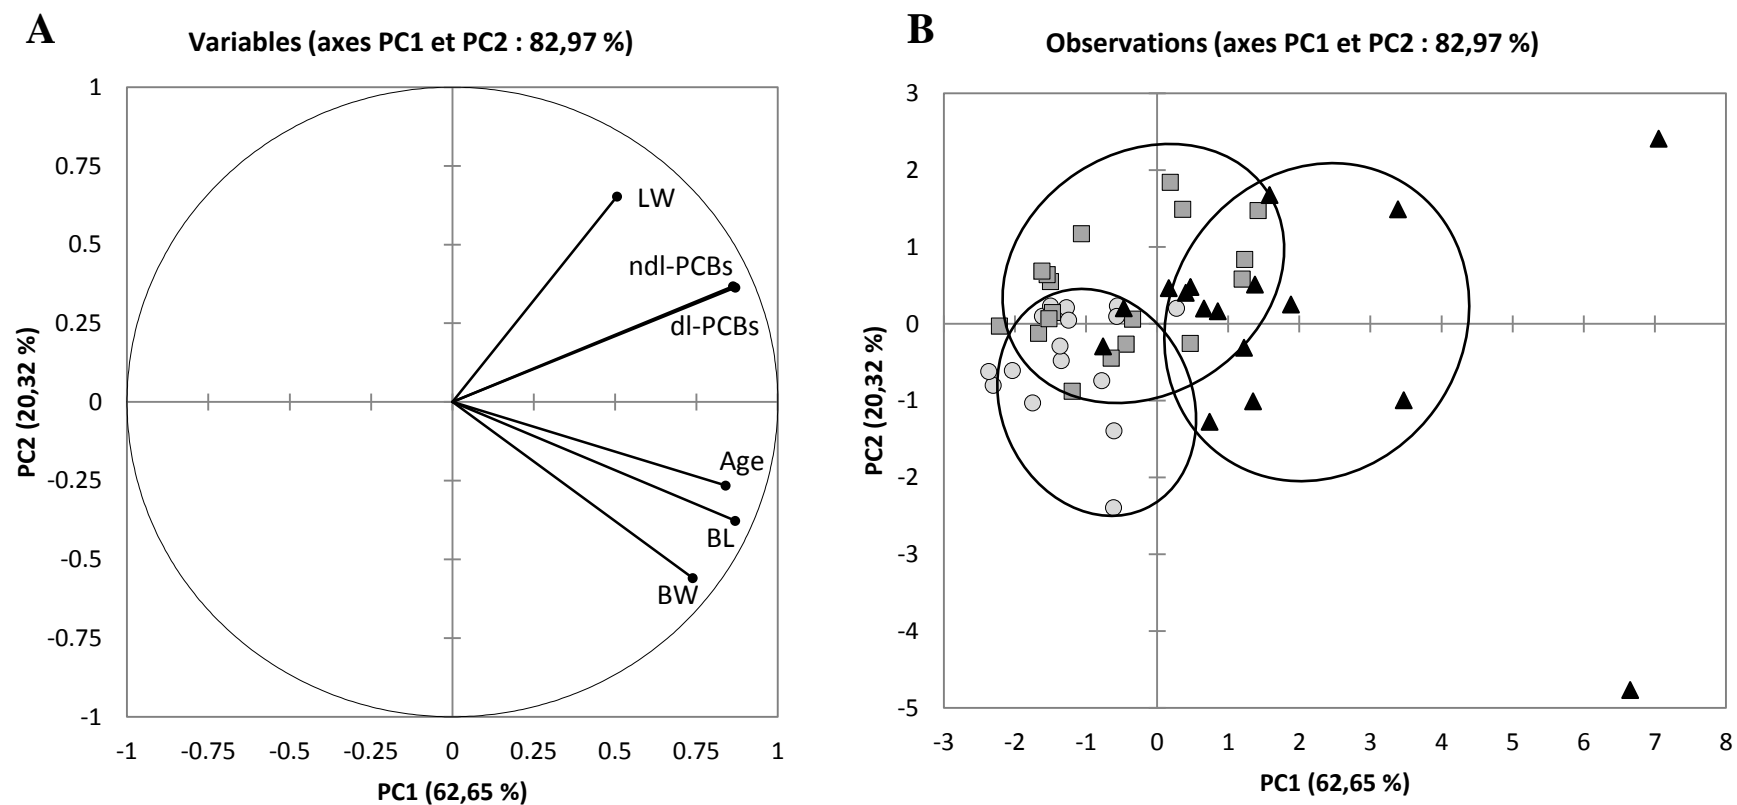 A
Variables (axes PC1 et PC2 : 82,97 %)
1
0.75
0.5
0.25
0
-0.25
-0.5
-0.75
-1
PC2 (20,32 %)
LW
ndl-PCBs
dl-PCBs
Age
BL
BW
-1 -0.75 -0.5 -0.25 0 0.25 0.5 0.75 1
PC1 (62,65 %)
B
Observations (axes PC1 et PC2 : 82,97 %)
3
2
1
0
-1
-2
-3
-4
-5
PC2 (20,32 %)
-3 -2 -1 0 1 2 3 4 5 6 7 8
PC1 (62,65 %)